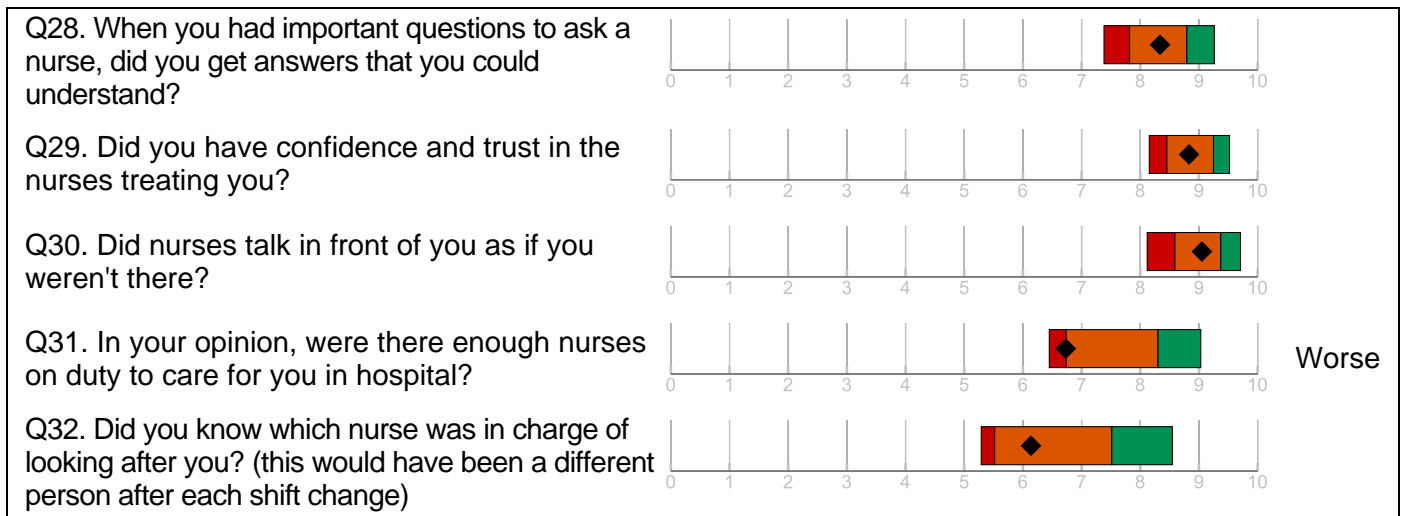 Q28. When you had important questions to ask a
nurse, did you get answers that you could
understand?
0 1 2 3 4 5 6 7 8 9 10
Q29. Did you have confidence and trust in the
nurses treating you?
0 1 2 3 4 5 6 7 8 9 10
Q30. Did nurses talk in front of you as if you
weren't there?
0 1 2 3 4 5 6 7 8 9 10
Q31. In your opinion, were there enough nurses
on duty to care for you in hospital?
0 1 2 3 4 5 6 7 8 9 10
Worse
Q32. Did you know which nurse was in charge of
looking after you? (this would have been a different
person after each shift change)
0 1 2 3 4 5 6 7 8 9 10